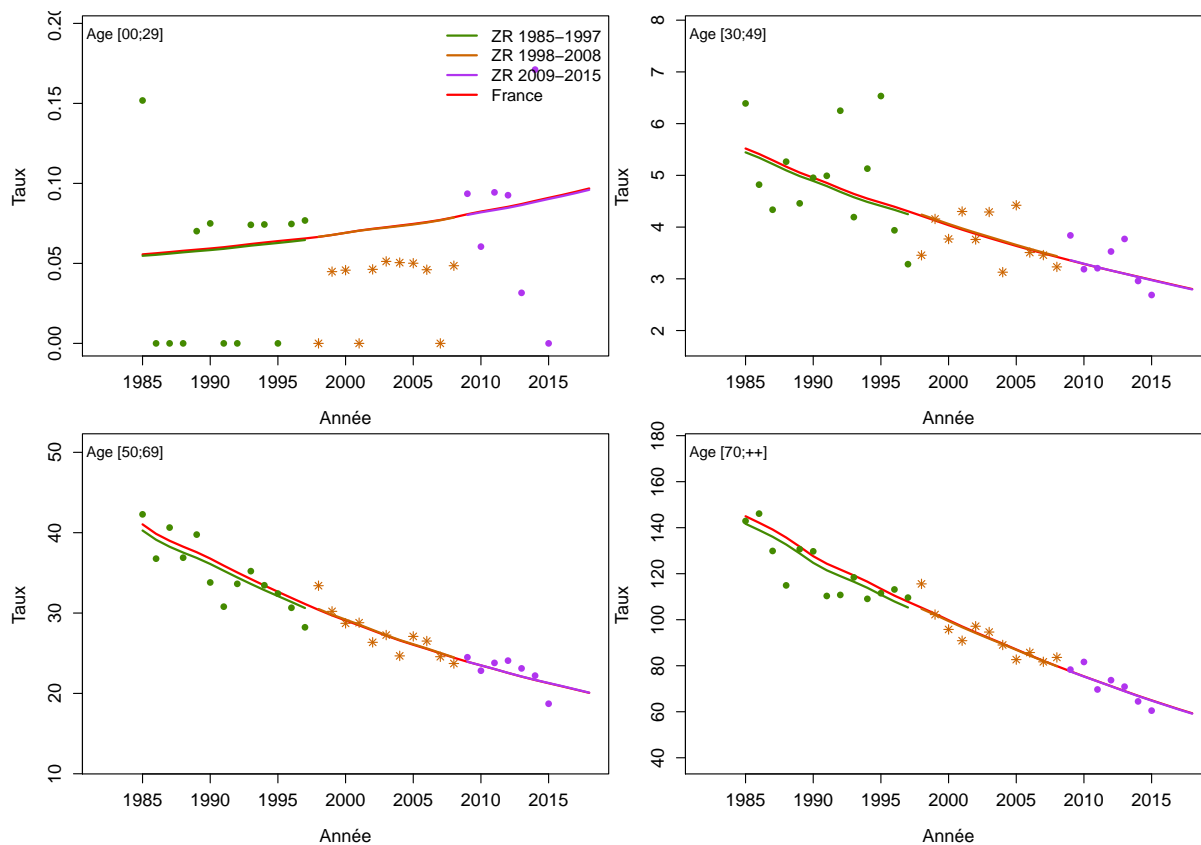 Age [00;29]
ZR 1985−1997
ZR 1998−2008
ZR 2009−2015
France
Taux
0.00 0.05 0.10 0.15 0.20
1985 1990 1995 2000 2005 2010 2015
Année
Age [30;49]
Taux
2 3 4 5 6 7 8
1985 1990 1995 2000 2005 2010 2015
Année
Age [50;69]
Taux
10 20 30 40 50
1985 1990 1995 2000 2005 2010 2015
Année
Age [70;++]
Taux
40 60 80 100 120 140 160 180
1985 1990 1995 2000 2005 2010 2015
Année